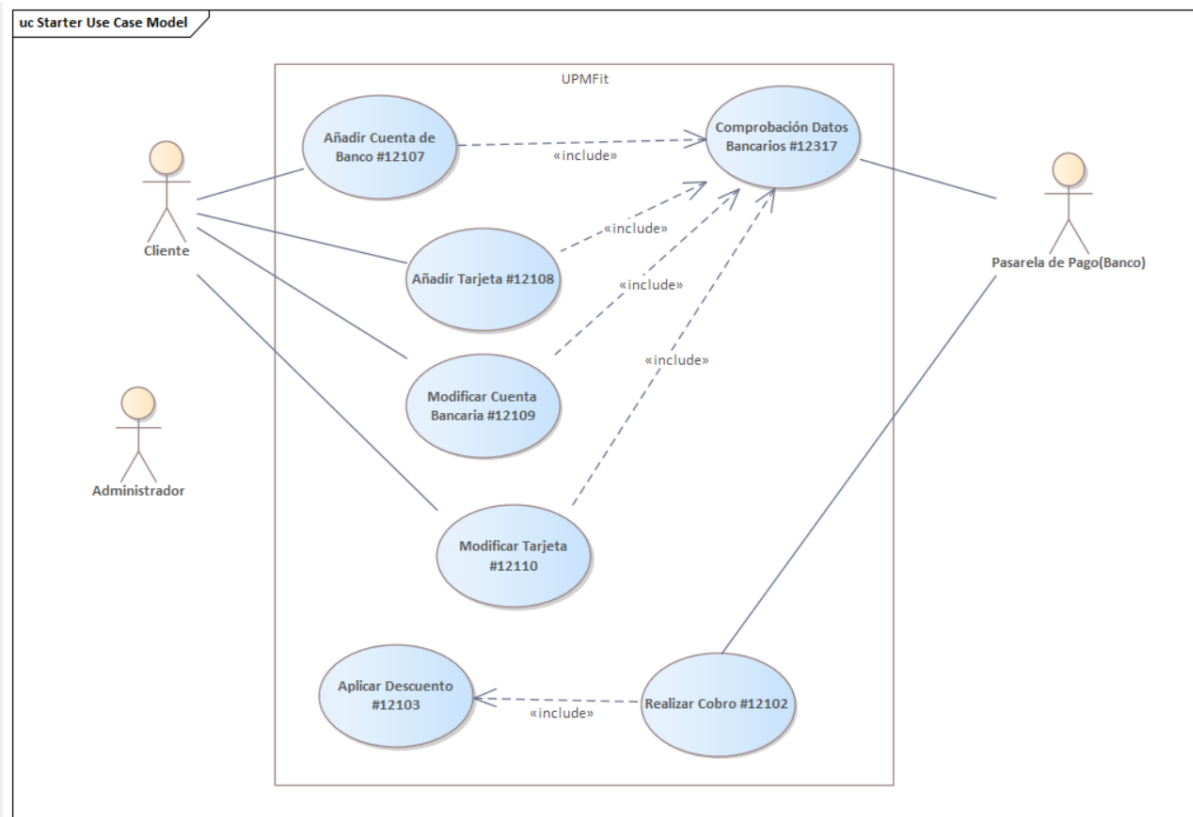 uc Starter Use Case Model
UPMFit
Añadir Cuenta de
Banco #12107
«include»
Comprobación Datos
Bancarios #12317
Cliente
Pasarela de Pago(Banco)
«include»
Añadir Tarjeta #12108
«include»
«include»
Modificar Cuenta
Bancaria #12109
Administrador
Modificar Tarjeta
#12110
Aplicar Descuento
#12103
«include»
Realizar Cobro #12102